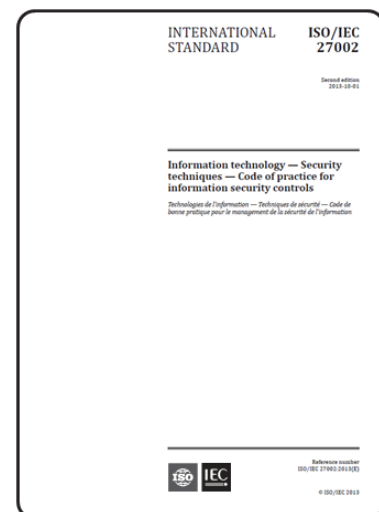 INTERNATIONAL STANDARD
ISO/IEC 27002
Second edition
2013-10-01
Information technology — Security
techniques — Code of practice for
information security controls
Technologies de l'information — Techniques de sécurité — Code de
bonne pratique pour le management de la sécurité de l'information
ISO IEC
Reference number
ISO/IEC 27002:2013(E)
© ISO/IEC 2013